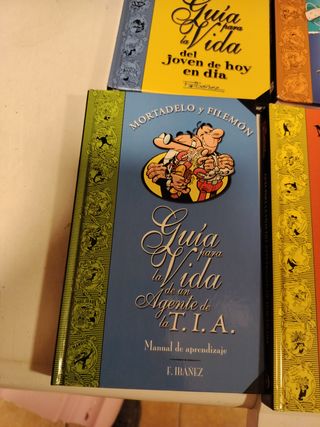 Guía
para
la Vida
del
Joven de hoy
en día
MORTADELO y FILEMÓN
Guía
para
la Vida
de un
Agente de
la T.I.A.
Manual de aprendizaje
F. IBAÑEZ